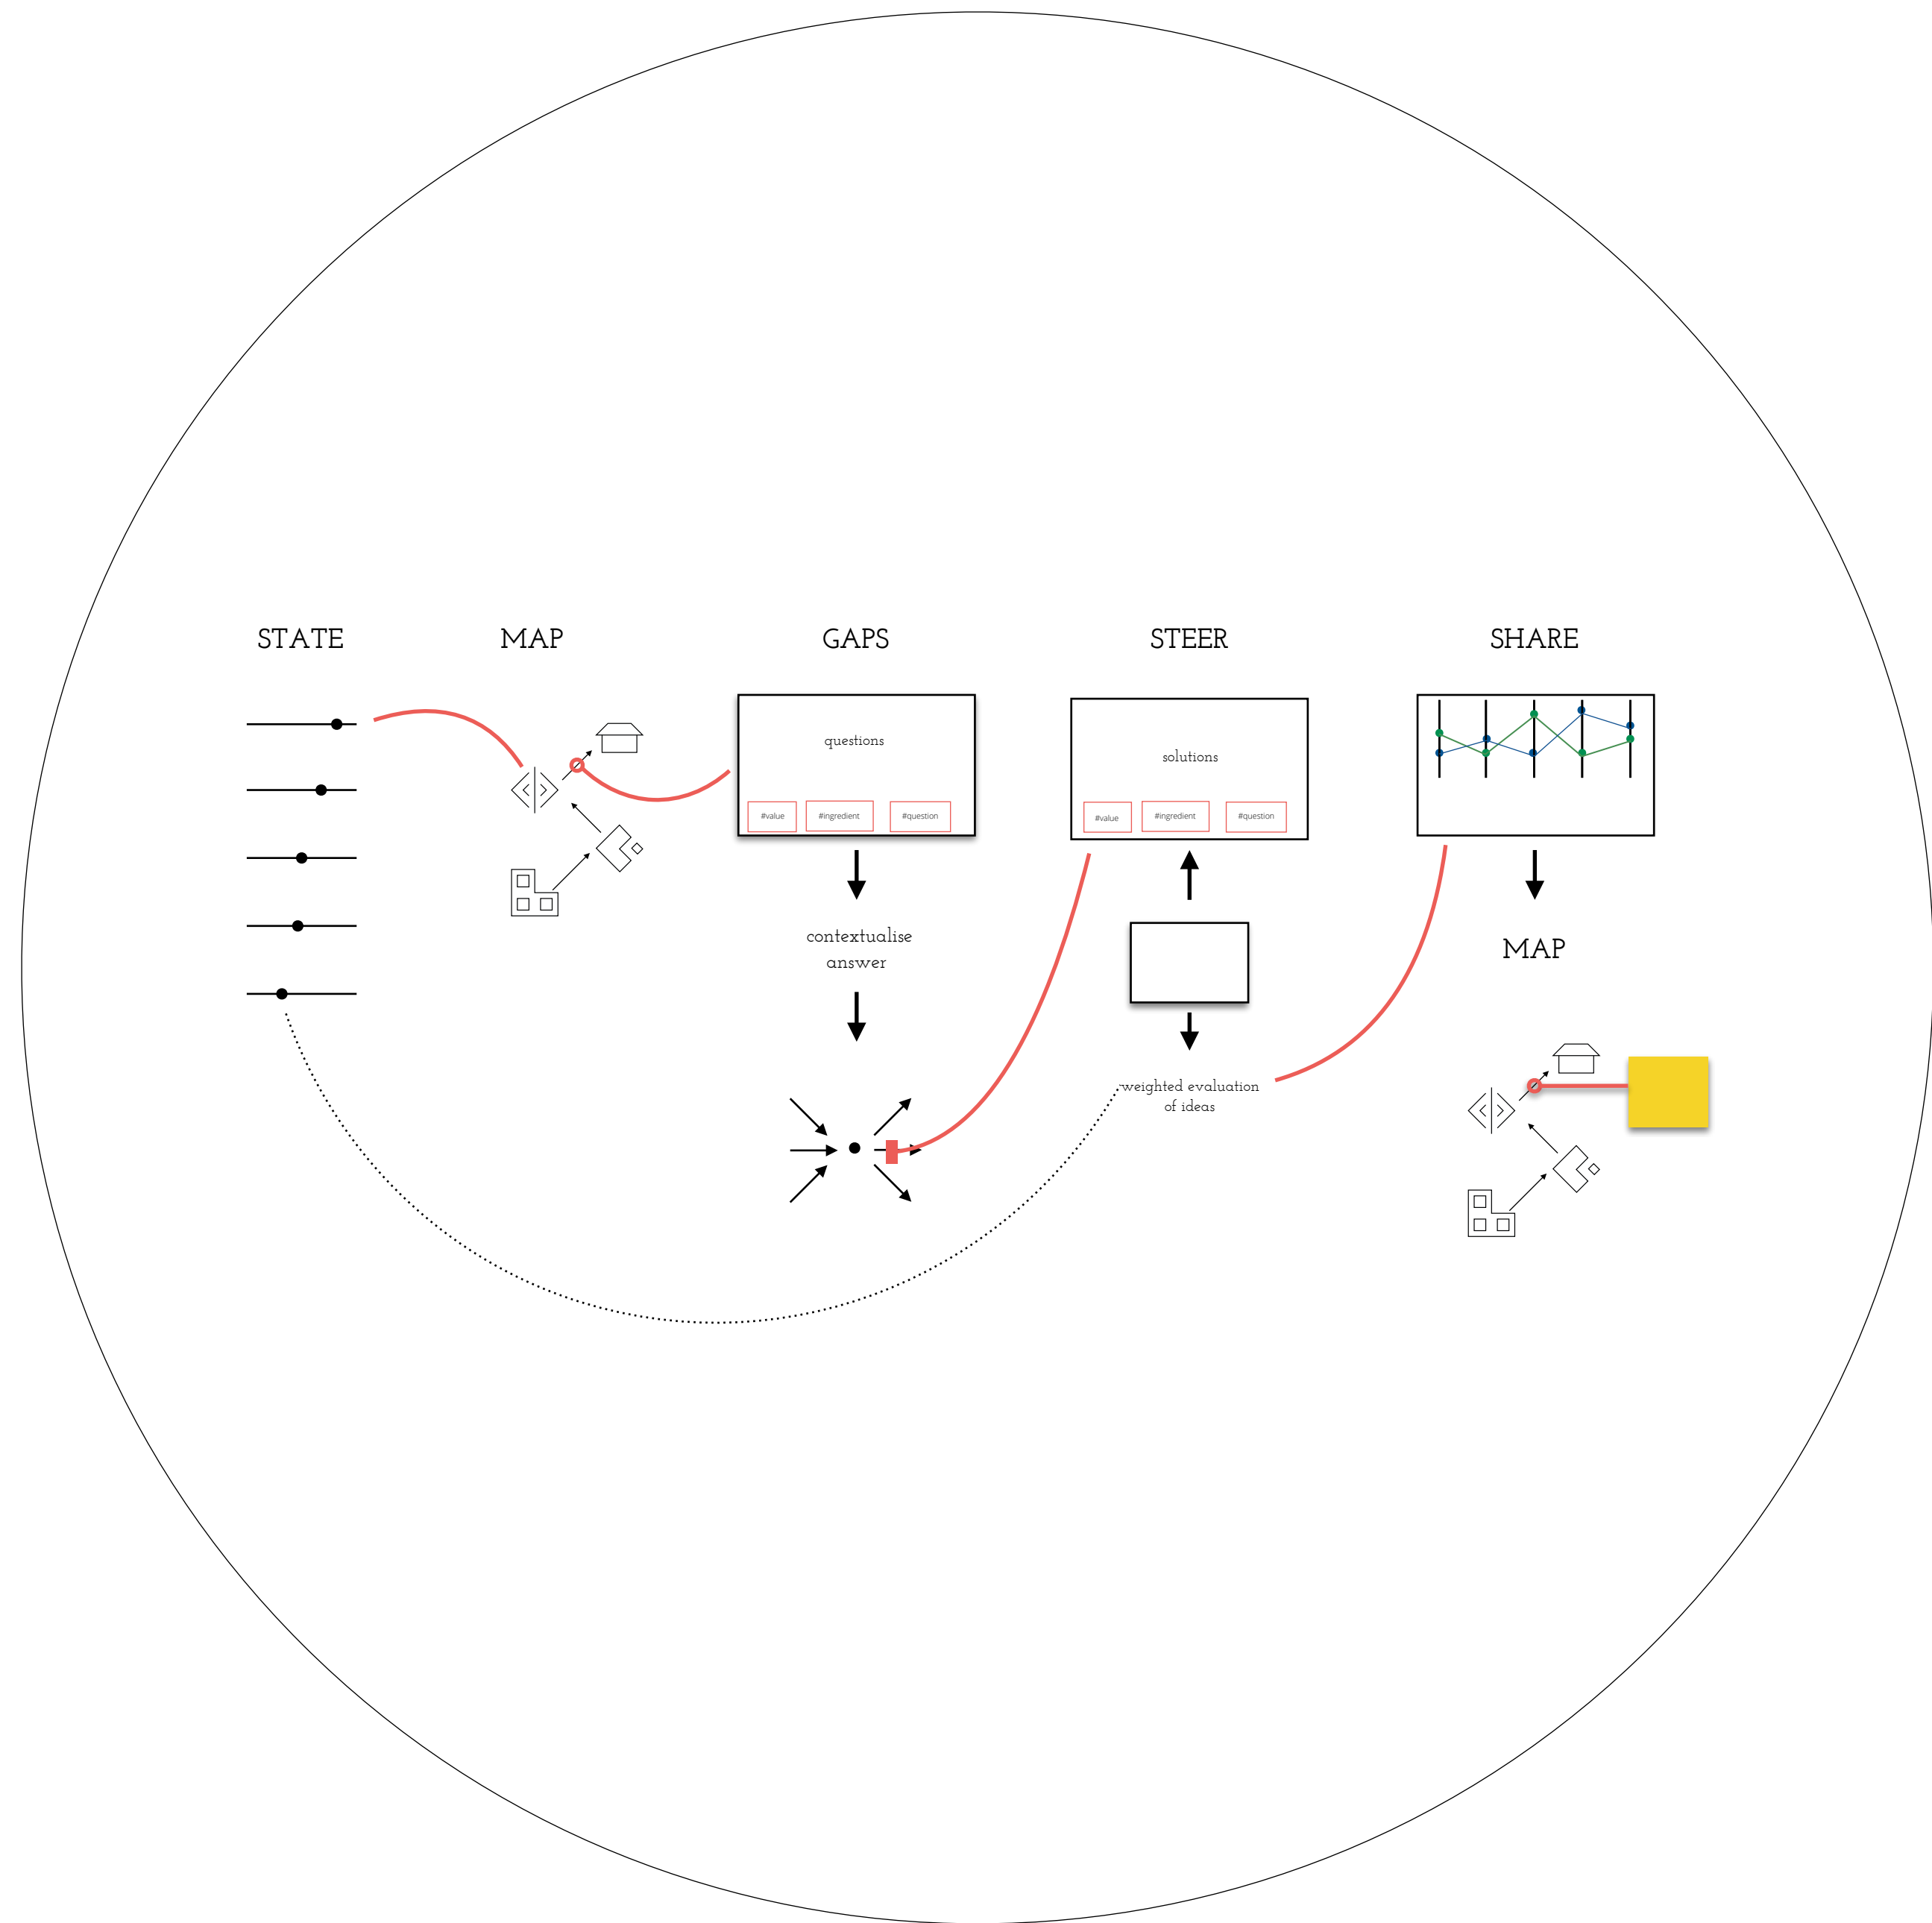 STATE
MAP
GAPS
STEER
SHARE
questions
#value
#ingredient
#question
contextualise
answer
solutions
#value
#ingredient
#question
weighted evaluation
of ideas
MAP